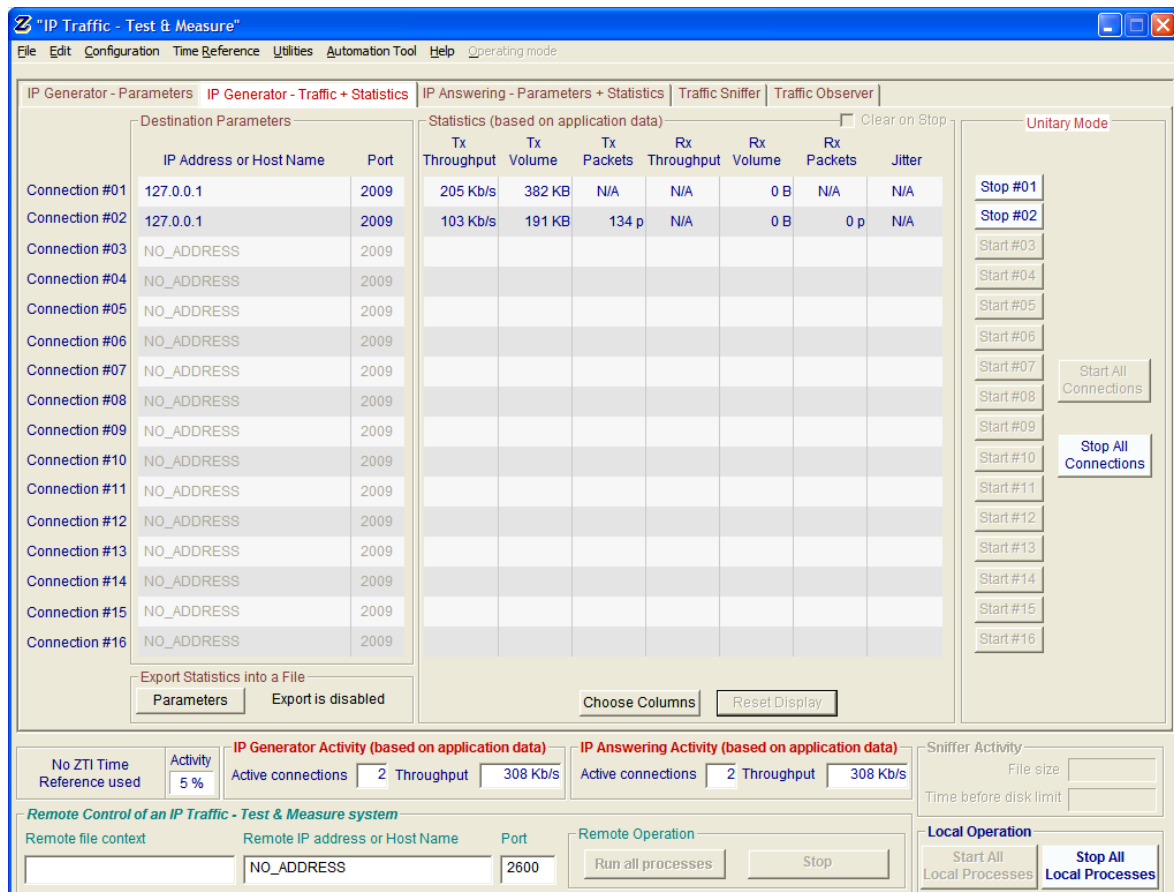 "IP Traffic - Test & Measure"
File Edit Configuration Time Reference Utilities Automation Tool Help Operating mode
IP Generator - Parameters IP Generator - Traffic + Statistics IP Answering - Parameters + Statistics Traffic Sniffer Traffic Observer
Destination Parameters Statistics (based on application data) Clear on Stop Unitary Mode
IP Address or Host Name Port Tx Throughput Tx Volume Tx Packets Rx Throughput Rx Volume Rx Packets Jitter
Connection #01 127.0.0.1 2009 205 Kb/s 382 KB N/A N/A 0 B N/A N/A Stop #01
Connection #02 127.0.0.1 2009 103 Kb/s 191 KB 134 p N/A 0 B 0 p N/A Stop #02
Connection #03 NO_ADDRESS 2009 Start #03
Connection #04 NO_ADDRESS 2009 Start #04
Connection #05 NO_ADDRESS 2009 Start #05
Connection #06 NO_ADDRESS 2009 Start #06
Connection #07 NO_ADDRESS 2009 Start #07
Start All Connections
Connection #08 NO_ADDRESS 2009 Start #08
Connection #09 NO_ADDRESS 2009 Start #09
Connection #10 NO_ADDRESS 2009 Start #10
Stop All Connections
Connection #11 NO_ADDRESS 2009 Start #11
Connection #12 NO_ADDRESS 2009 Start #12
Connection #13 NO_ADDRESS 2009 Start #13
Connection #14 NO_ADDRESS 2009 Start #14
Connection #15 NO_ADDRESS 2009 Start #15
Connection #16 NO_ADDRESS 2009 Start #16
Export Statistics into a File
Parameters Export is disabled Choose Columns Reset Display
No ZTI Time Reference used
Activity
5 %
IP Generator Activity (based on application data)
Active connections 2 Throughput 308 Kb/s
IP Answering Activity (based on application data)
Active connections 2 Throughput 308 Kb/s
Sniffer Activity
File size
Time before disk limit
Remote Control of an IP Traffic - Test & Measure system
Remote file context Remote IP address or Host Name Port
NO_ADDRESS 2600
Remote Operation
Run all processes Stop
Local Operation
Start All Local Processes
Stop All Local Processes